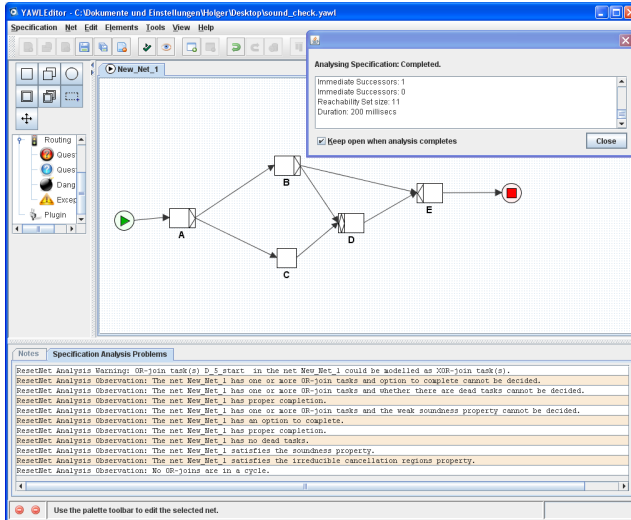 YAWLEditor - C:\Dokumente und Einstellungen\Holger\Desktop\sound_check.yawl
Specification Net Edit Elements Tools View Help
New_Net_1
Analysing Specification: Completed.
Immediate Successors: 1
Immediate Successors: 0
Reachability Set size: 11
Duration: 200 millisecs
Keep open when analysis completes
Close
Routing
Ques
Ques
Dang
Excep
Plugin
A
B
C
D
E
Notes
Specification Analysis Problems
ResetNet Analysis Warning: OR-join task(s) D_5_start in the net New_Net_1 could be modelled as XOR-join task(s).
ResetNet Analysis Observation: The net New_Net_1 has one or more OR-join tasks and option to complete cannot be decided.
ResetNet Analysis Observation: The net New_Net_1 has one or more OR-join tasks and whether there are dead tasks cannot be decided.
ResetNet Analysis Observation: The net New_Net_1 has proper completion.
ResetNet Analysis Observation: The net New_Net_1 has one or more OR-join tasks and the weak soundness property cannot be decided.
ResetNet Analysis Observation: The net New_Net_1 has an option to complete.
ResetNet Analysis Observation: The net New_Net_1 has proper completion.
ResetNet Analysis Observation: The net New_Net_1 has no dead tasks.
ResetNet Analysis Observation: The net New_Net_1 satisfies the soundness property.
ResetNet Analysis Observation: The net New_Net_1 satisfies the irreducible cancellation regions property.
ResetNet Analysis Observation: No OR-joins are in a cycle.
Use the palette toolbar to edit the selected net.